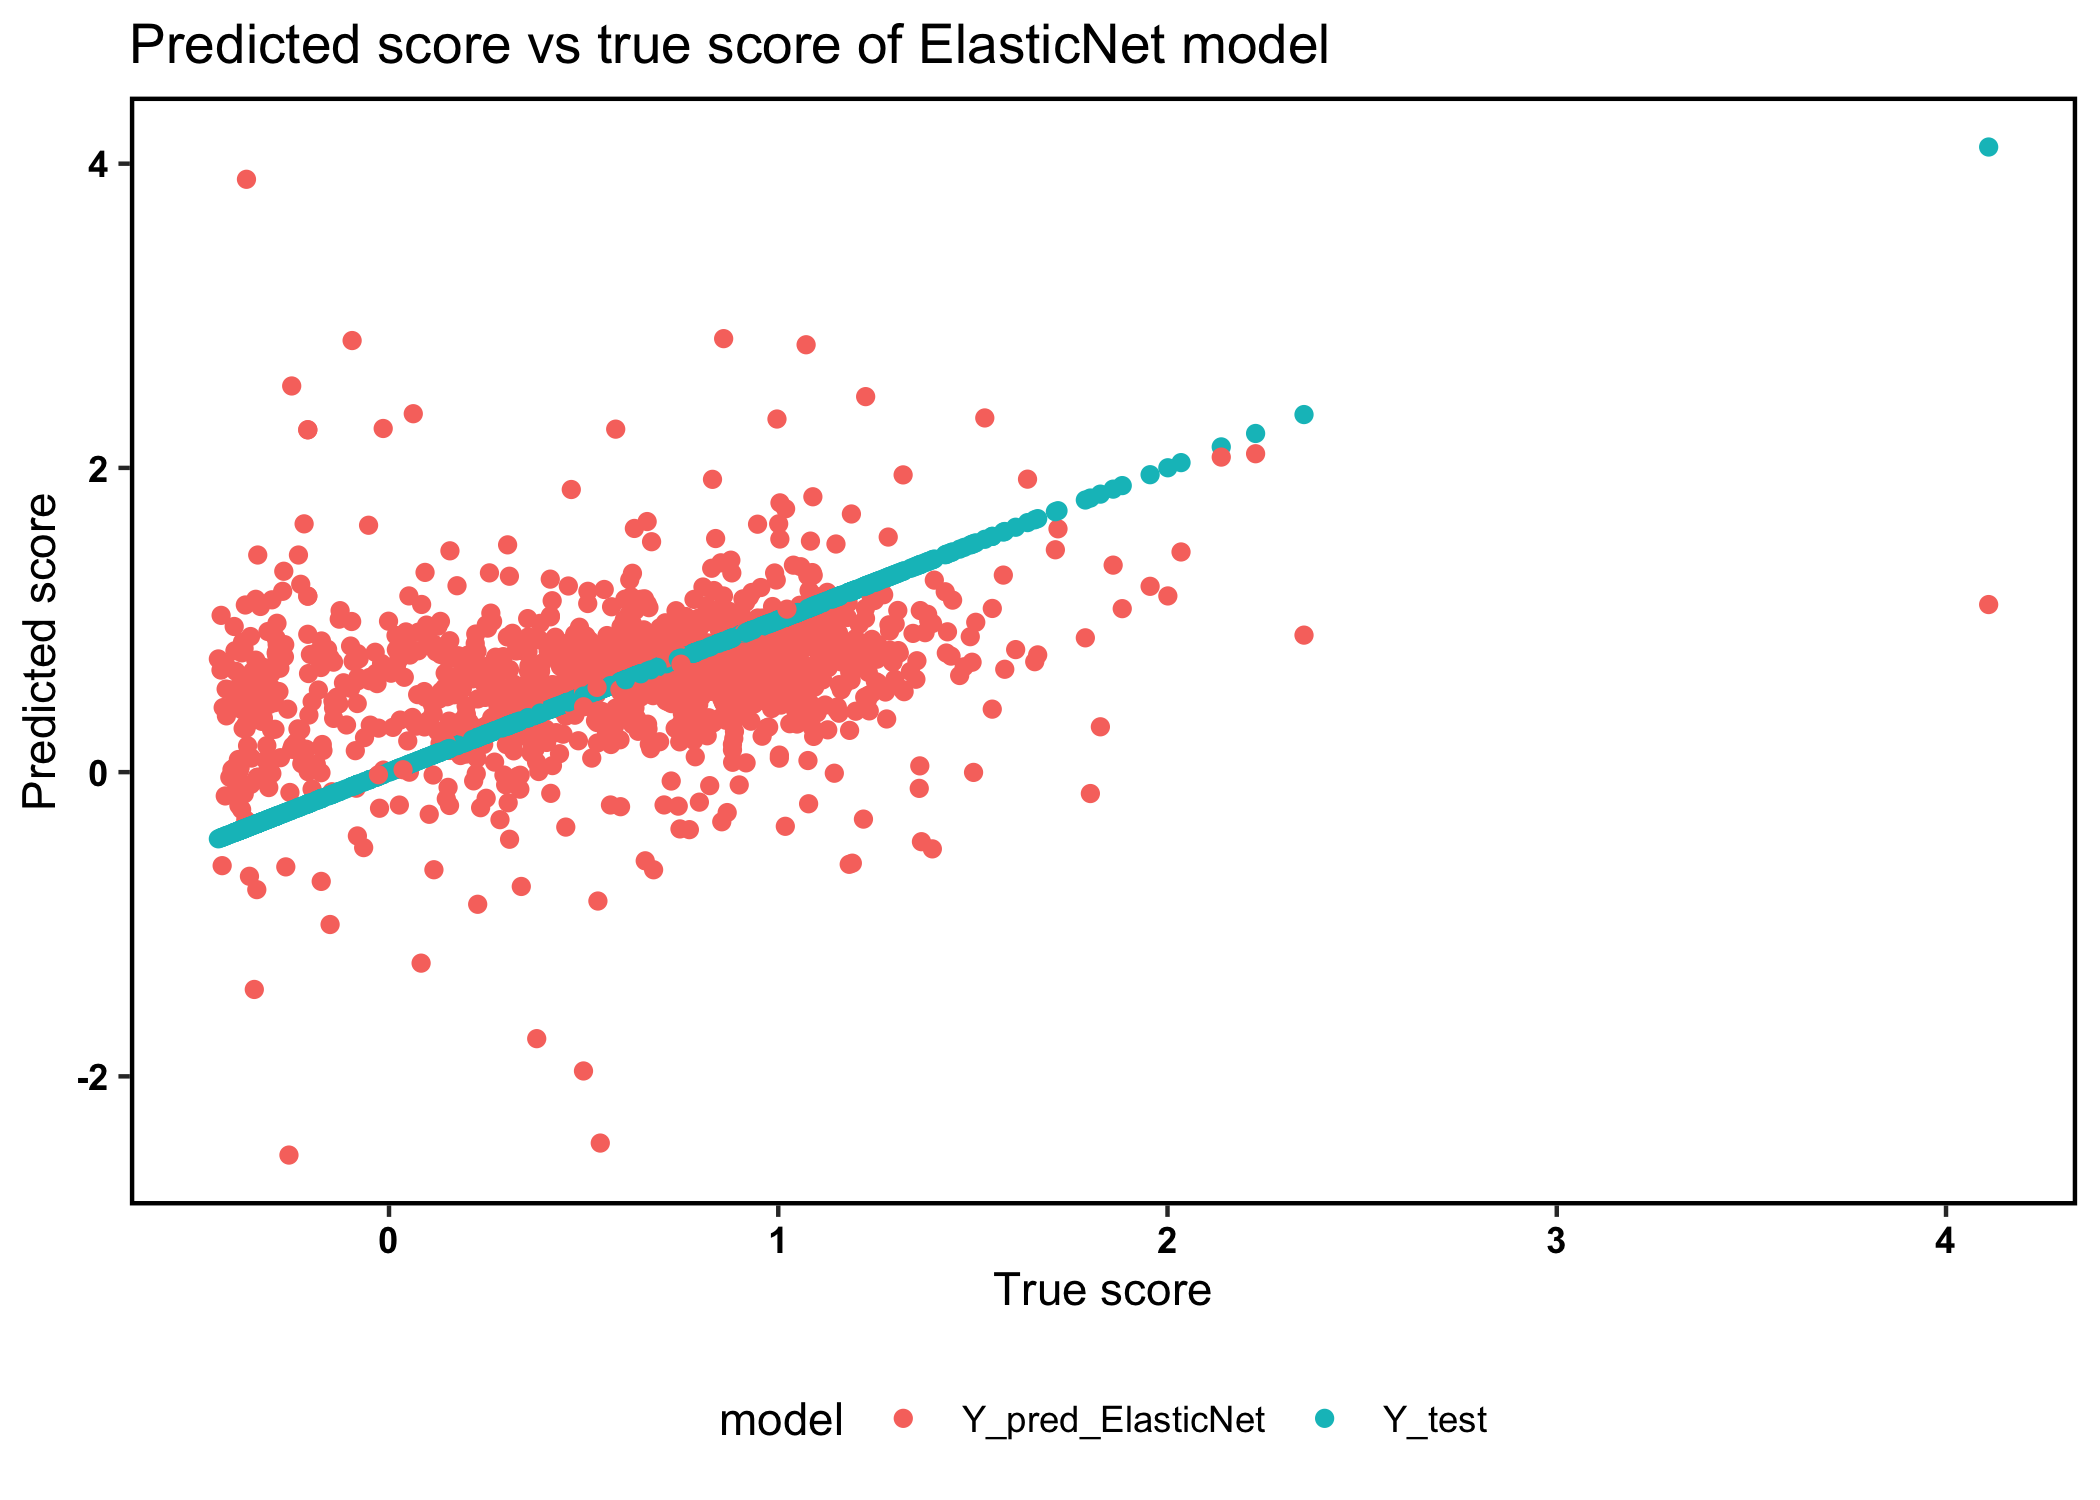 Predicted score vs true score of ElasticNet model
Predicted score
4
2
0
-2
0 1 2 3 4
True score
model Y_pred_ElasticNet Y_test